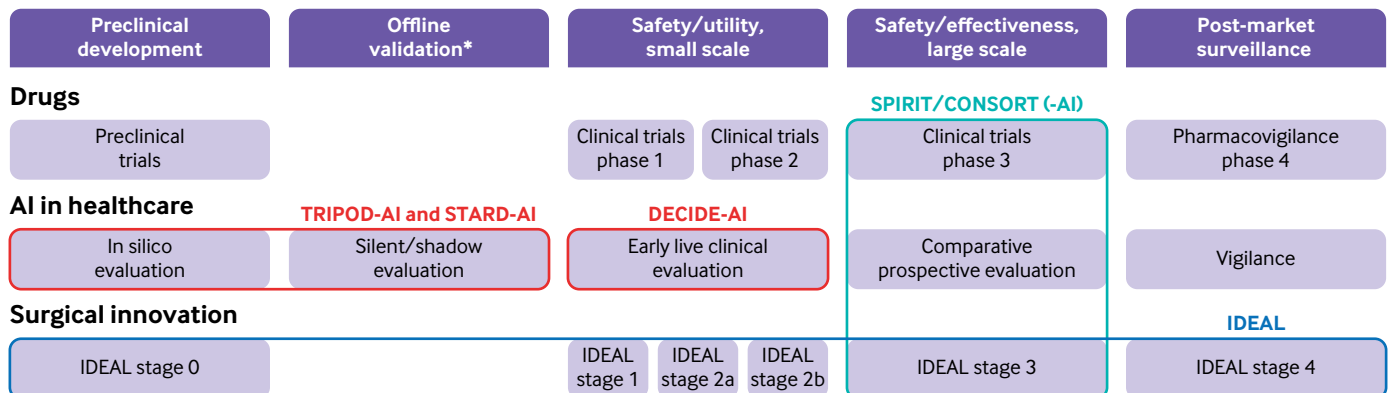 Preclinical
development
Offline
validation*
Safety/utility,
small scale
Safety/effectiveness,
large scale
Post-market
surveillance
Drugs
SPIRIT/CONSORT (-AI)
Preclinical
trials
Clinical trials
phase 1
Clinical trials
phase 2
Clinical trials
phase 3
Pharmacovigilance
phase 4
AI in healthcare
TRIPOD-AI and STARD-AI
DECIDE-AI
In silico
evaluation
Silent/shadow
evaluation
Early live clinical
evaluation
Comparative
prospective evaluation
Vigilance
Surgical innovation
IDEAL
IDEAL stage 0
IDEAL
stage 1
IDEAL
stage 2a
IDEAL
stage 2b
IDEAL stage 3
IDEAL stage 4